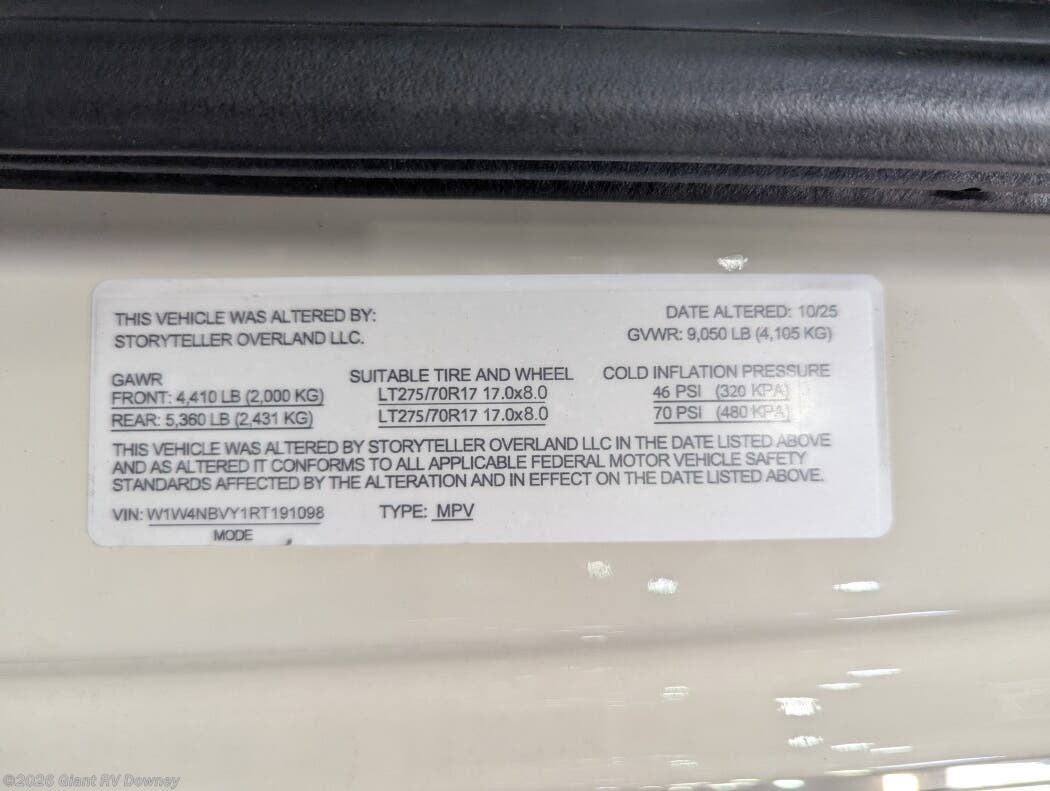 THIS VEHICLE WAS ALTERED BY:
STORYTELLER OVERLAND LLC.
DATE ALTERED: 10/25
GVWR: 9,050 LB (4,105 KG)
GAWR
FRONT: 4,410 LB (2,000 KG)
REAR: 5,360 LB (2,431 KG)
SUITABLE TIRE AND WHEEL
LT275/70R17 17.0x8.0
LT275/70R17 17.0x8.0
COLD INFLATION PRESSURE
46 PSI (320 KPA)
70 PSI (480 KPA)
THIS VEHICLE WAS ALTERED BY STORYTELLER OVERLAND LLC IN THE DATE LISTED ABOVE
AND AS ALTERED IT CONFORMS TO ALL APPLICABLE FEDERAL MOTOR VEHICLE SAFETY
STANDARDS AFFECTED BY THE ALTERATION AND IN EFFECT ON THE DATE LISTED ABOVE.
VIN: W1W4NBVY1RT191098 TYPE: MPV
MODE
©2026 Giant RV Downey